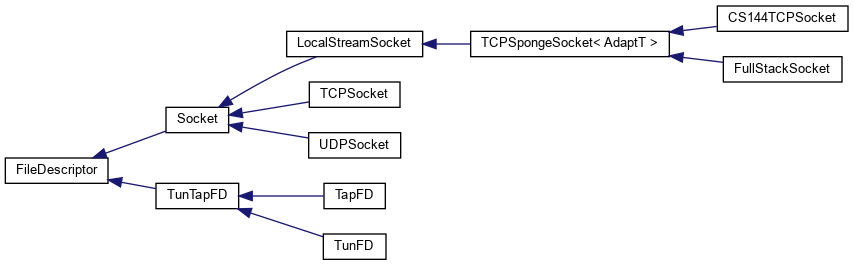 CS144TCPSocket
LocalStreamSocket
TCPSpongeSocket< AdaptT >
FullStackSocket
TCPSocket
Socket
UDPSocket
FileDescriptor
TunTapFD
TapFD
TunFD